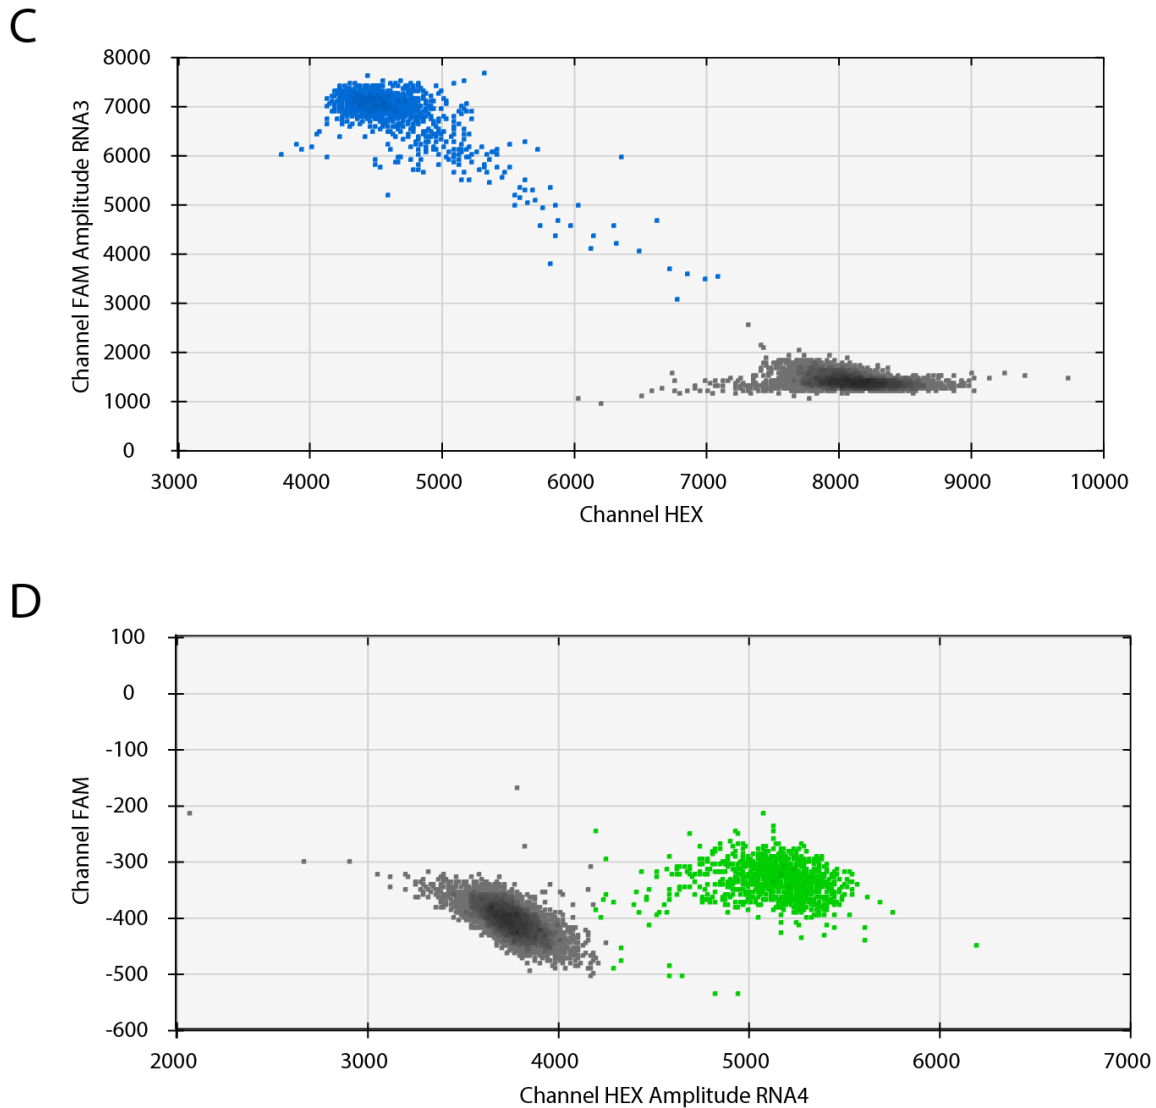 C
Channel FAM Amplitude RNA3
8000
7000
6000
5000
4000
3000
2000
1000
0
3000 4000 5000 6000 7000 8000 9000 10000
Channel HEX
D
Channel FAM
100
0
-100
-200
-300
-400
-500
-600
2000 3000 4000 5000 6000 7000
Channel HEX Amplitude RNA4